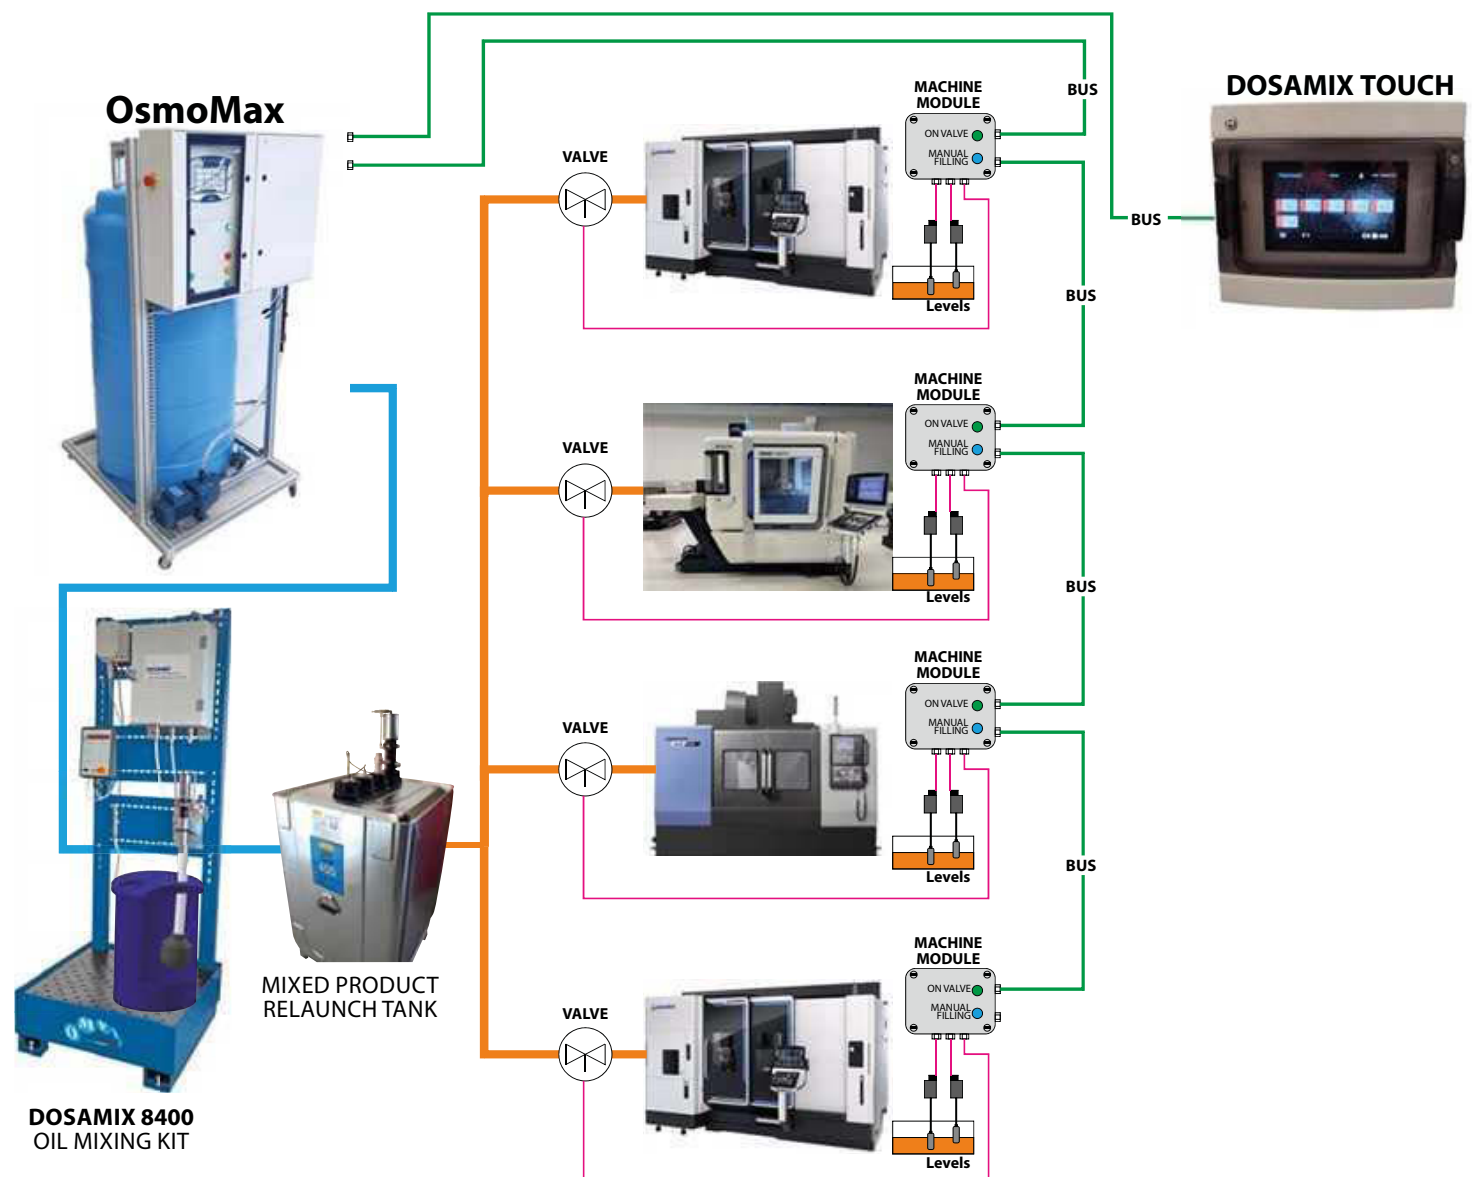 OsmoMax
DOSAMIX TOUCH
BUS
BUS
MACHINE
MODULE
ON VALVE
MANUAL
FILLING
VALVE
Levels
BUS
MACHINE
MODULE
ON VALVE
MANUAL
FILLING
VALVE
Levels
BUS
MACHINE
MODULE
ON VALVE
MANUAL
FILLING
VALVE
Levels
BUS
MIXED PRODUCT
RELAUNCH TANK
MACHINE
MODULE
ON VALVE
MANUAL
FILLING
VALVE
Levels
DOSAMIX 8400
OIL MIXING KIT